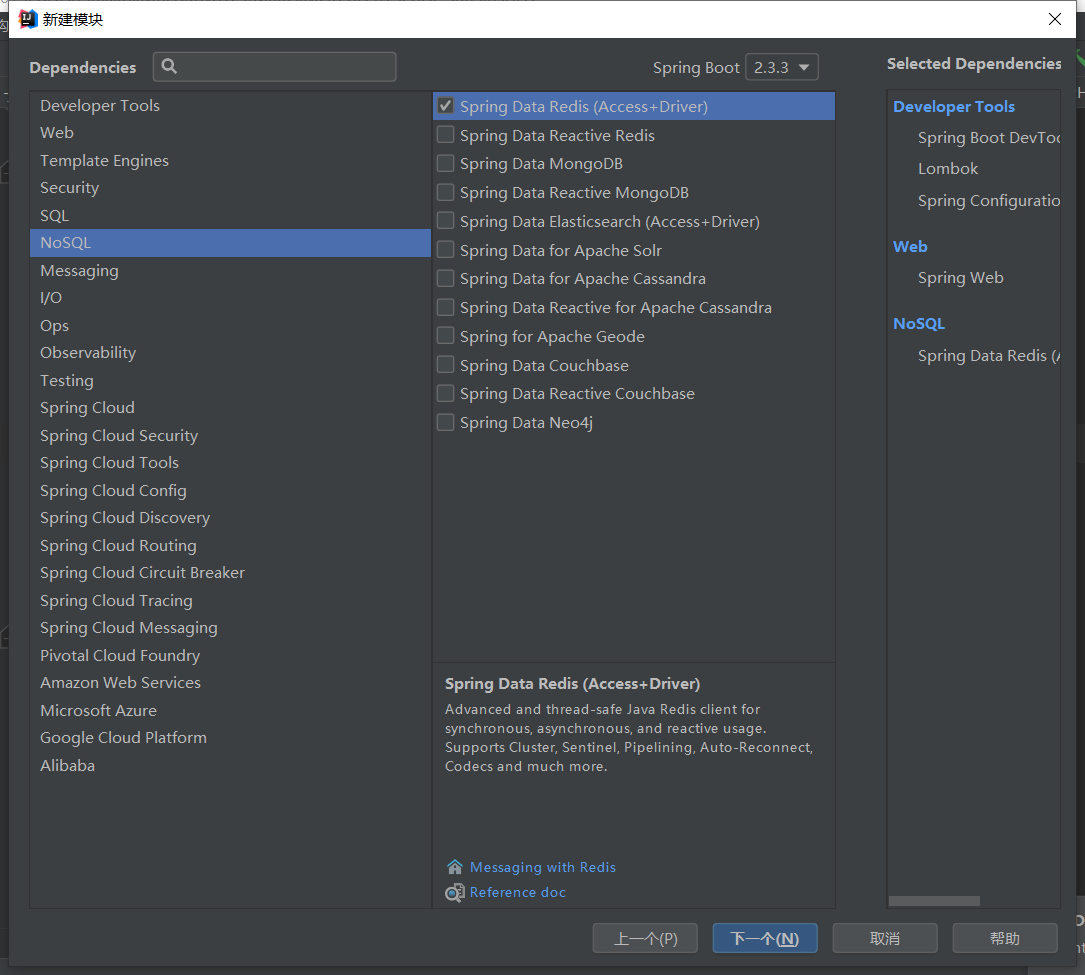 新建模块
Dependencies
Spring Boot 2.3.3
Selected Dependencies
Developer Tools
Web
Template Engines
Security
SQL
NoSQL
Messaging
I/O
Ops
Observability
Testing
Spring Cloud
Spring Cloud Security
Spring Cloud Tools
Spring Cloud Config
Spring Cloud Discovery
Spring Cloud Routing
Spring Cloud Circuit Breaker
Spring Cloud Tracing
Spring Cloud Messaging
Pivotal Cloud Foundry
Amazon Web Services
Microsoft Azure
Google Cloud Platform
Alibaba
Spring Data Redis (Access+Driver)
Spring Data Reactive Redis
Spring Data MongoDB
Spring Data Reactive MongoDB
Spring Data Elasticsearch (Access+Driver)
Spring Data for Apache Solr
Spring Data for Apache Cassandra
Spring Data Reactive for Apache Cassandra
Spring for Apache Geode
Spring Data Couchbase
Spring Data Reactive Couchbase
Spring Data Neo4j
Spring Data Redis (Access+Driver)
Advanced and thread-safe Java Redis client for
synchronous, asynchronous, and reactive usage.
Supports Cluster, Sentinel, Pipelining, Auto-Reconnect,
Codecs and much more.
Messaging with Redis
Reference doc
Developer Tools
Spring Boot DevToo
Lombok
Spring Configuratio
Web
Spring Web
NoSQL
Spring Data Redis (A
上一个(P)
下一个(N)
取消
帮助